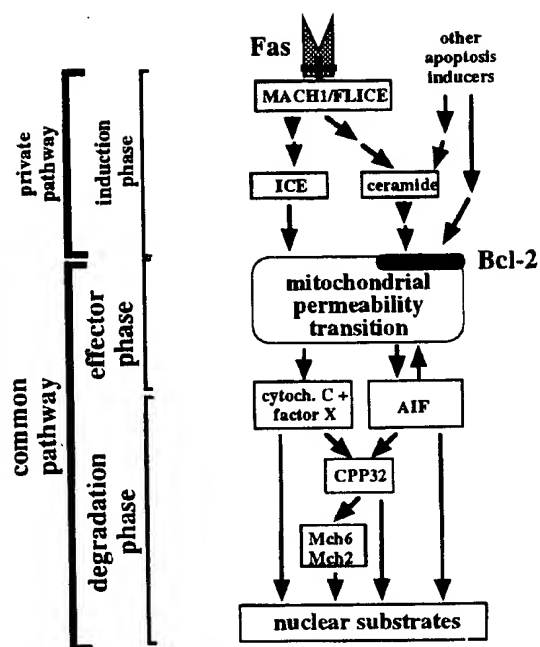 Fas
other
apoptosis
inducers
MACH1/FLICE
private
pathway
induction
phase
ICE
ceramide
Bcl-2
mitochondrial
permeability
transition
common
pathway
effector
phase
cytoch. C +
factor X
AIF
degradation
phase
CPP32
Mch6
Mch2
nuclear substrates